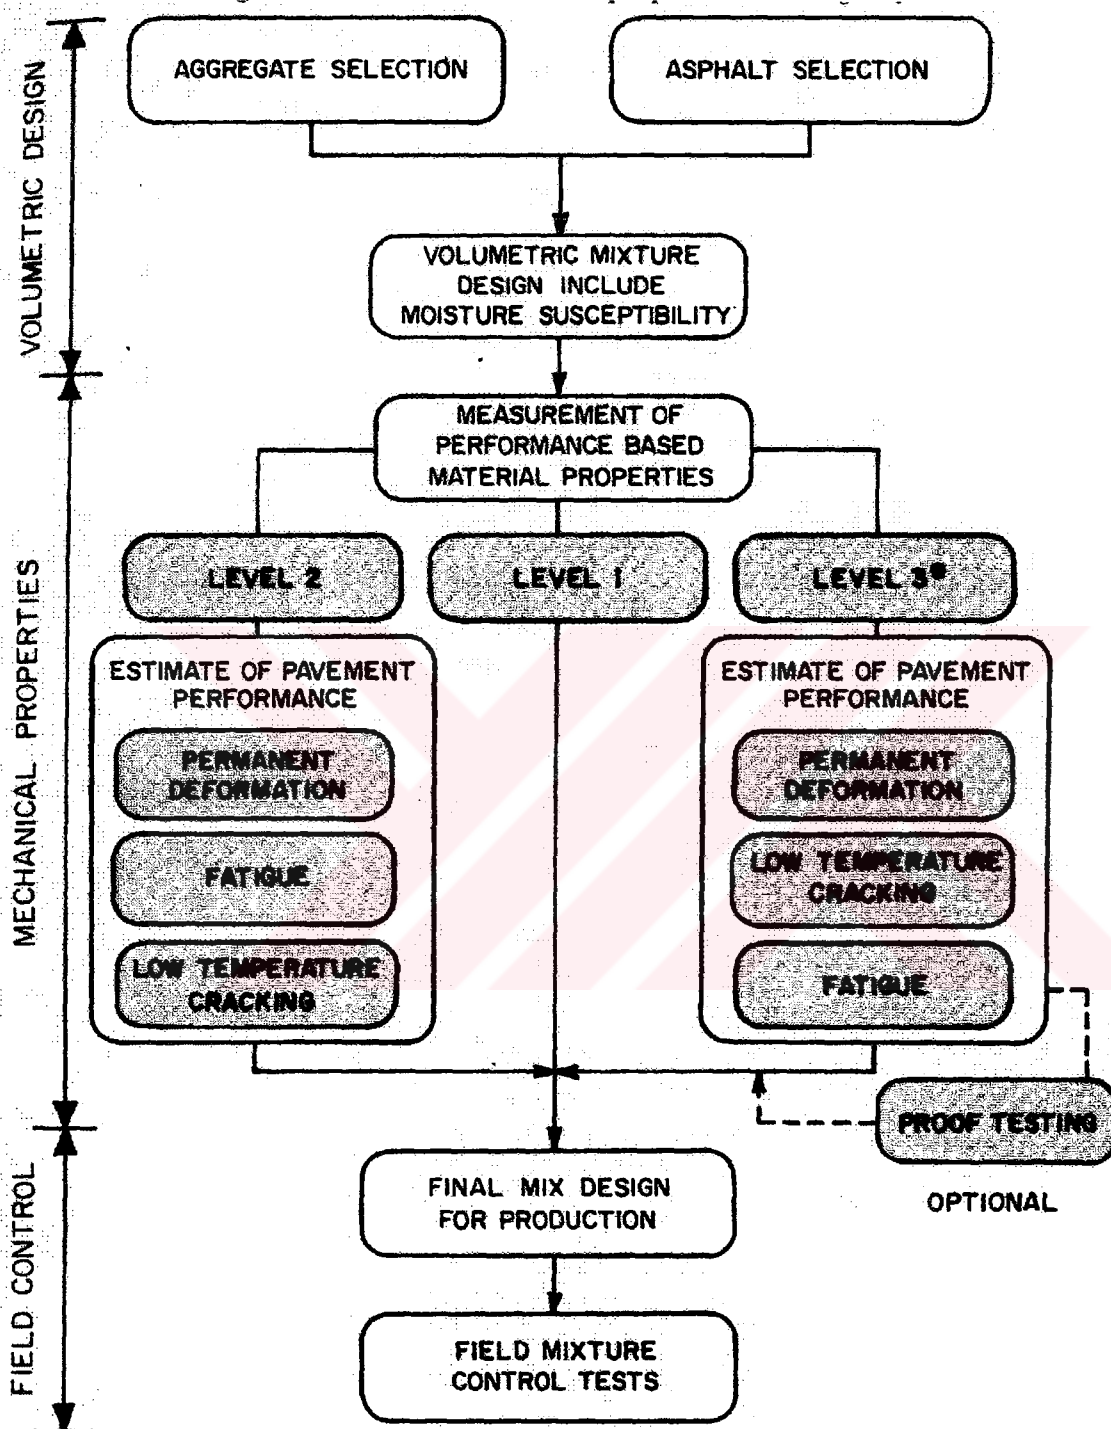 AGGREGATE SELECTION
ASPHALT SELECTION
VOLUMETRIC DESIGN
VOLUMETRIC MIXTURE
DESIGN INCLUDE
MOISTURE SUSCEPTIBILITY
MEASUREMENT OF
PERFORMANCE BASED
MATERIAL PROPERTIES
MECHANICAL PROPERTIES
LEVEL 2
LEVEL 1
LEVEL 3*
ESTIMATE OF PAVEMENT
PERFORMANCE
PERMANENT
DEFORMATION
FATIGUE
LOW TEMPERATURE
CRACKING
ESTIMATE OF PAVEMENT
PERFORMANCE
PERMANENT
DEFORMATION
LOW TEMPERATURE
CRACKING
FATIGUE
PROOF TESTING
OPTIONAL
FIELD CONTROL
FINAL MIX DESIGN
FOR PRODUCTION
FIELD MIXTURE
CONTROL TESTS